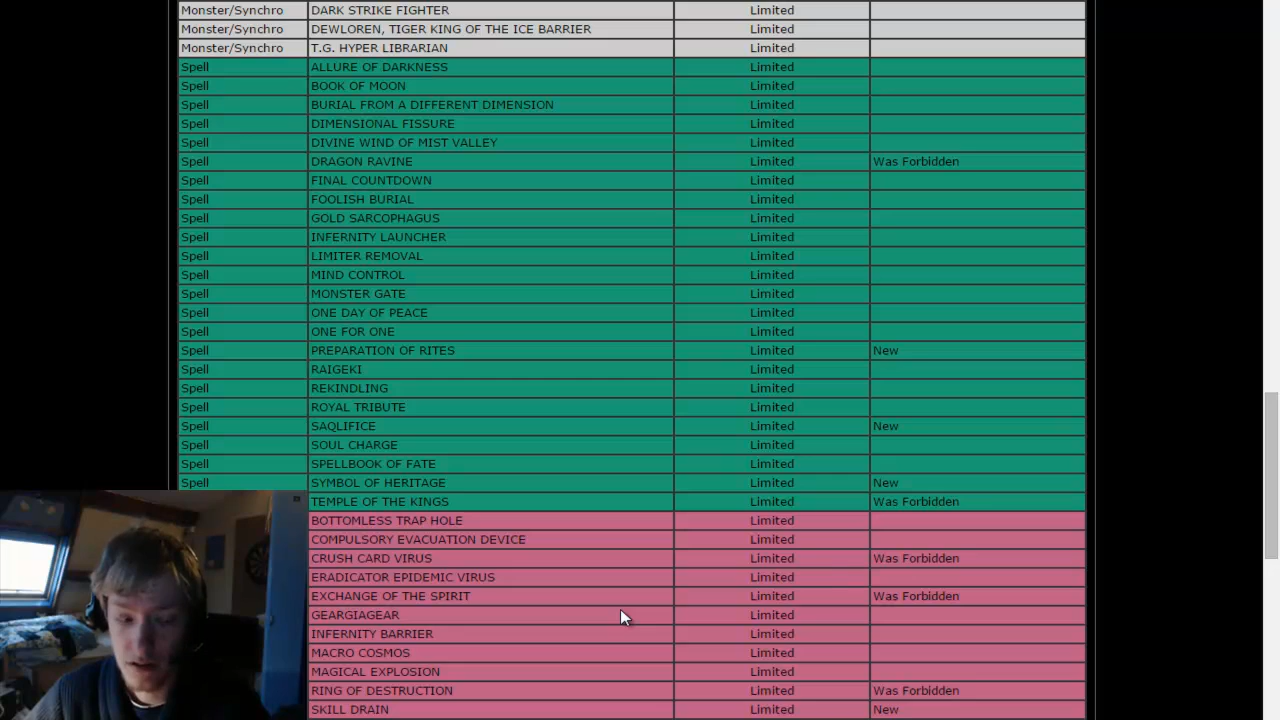 Monster/Synchro DARK STRIKE FIGHTER Limited
Monster/Synchro DEWLOREN, TIGER KING OF THE ICE BARRIER Limited
Monster/Synchro T.G. HYPER LIBRARIAN Limited
Spell ALLURE OF DARKNESS Limited
Spell BOOK OF MOON Limited
Spell BURIAL FROM A DIFFERENT DIMENSION Limited
Spell DIMENSIONAL FISSURE Limited
Spell DIVINE WIND OF MIST VALLEY Limited
Spell DRAGON RAVINE Limited Was Forbidden
Spell FINAL COUNTDOWN Limited
Spell FOOLISH BURIAL Limited
Spell GOLD SARCOPHAGUS Limited
Spell INFERNITY LAUNCHER Limited
Spell LIMITER REMOVAL Limited
Spell MIND CONTROL Limited
Spell MONSTER GATE Limited
Spell ONE DAY OF PEACE Limited
Spell ONE FOR ONE Limited
Spell PREPARATION OF RITES Limited New
Spell RAIGEKI Limited
Spell REKINDLING Limited
Spell ROYAL TRIBUTE Limited
Spell SAQLIFICE Limited New
Spell SOUL CHARGE Limited
Spell SPELLBOOK OF FATE Limited
Spell SYMBOL OF HERITAGE Limited New
TEMPLE OF THE KINGS Limited Was Forbidden
BOTTOMLESS TRAP HOLE Limited
COMPULSORY EVACUATION DEVICE Limited
CRUSH CARD VIRUS Limited Was Forbidden
ERADICATOR EPIDEMIC VIRUS Limited
EXCHANGE OF THE SPIRIT Limited Was Forbidden
GEARGIAGEAR Limited
INFERNITY BARRIER Limited
MACRO COSMOS Limited
MAGICAL EXPLOSION Limited
RING OF DESTRUCTION Limited Was Forbidden
SKILL DRAIN Limited New